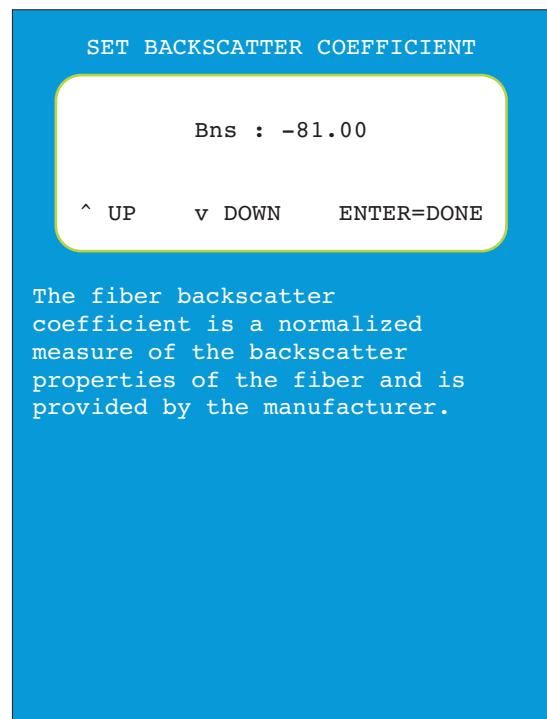 SET BACKSCATTER COEFFICIENT
Bns : -81.00
^ UP v DOWN ENTER=DONE
The fiber backscatter
coefficient is a normalized
measure of the backscatter
properties of the fiber and is
provided by the manufacturer.